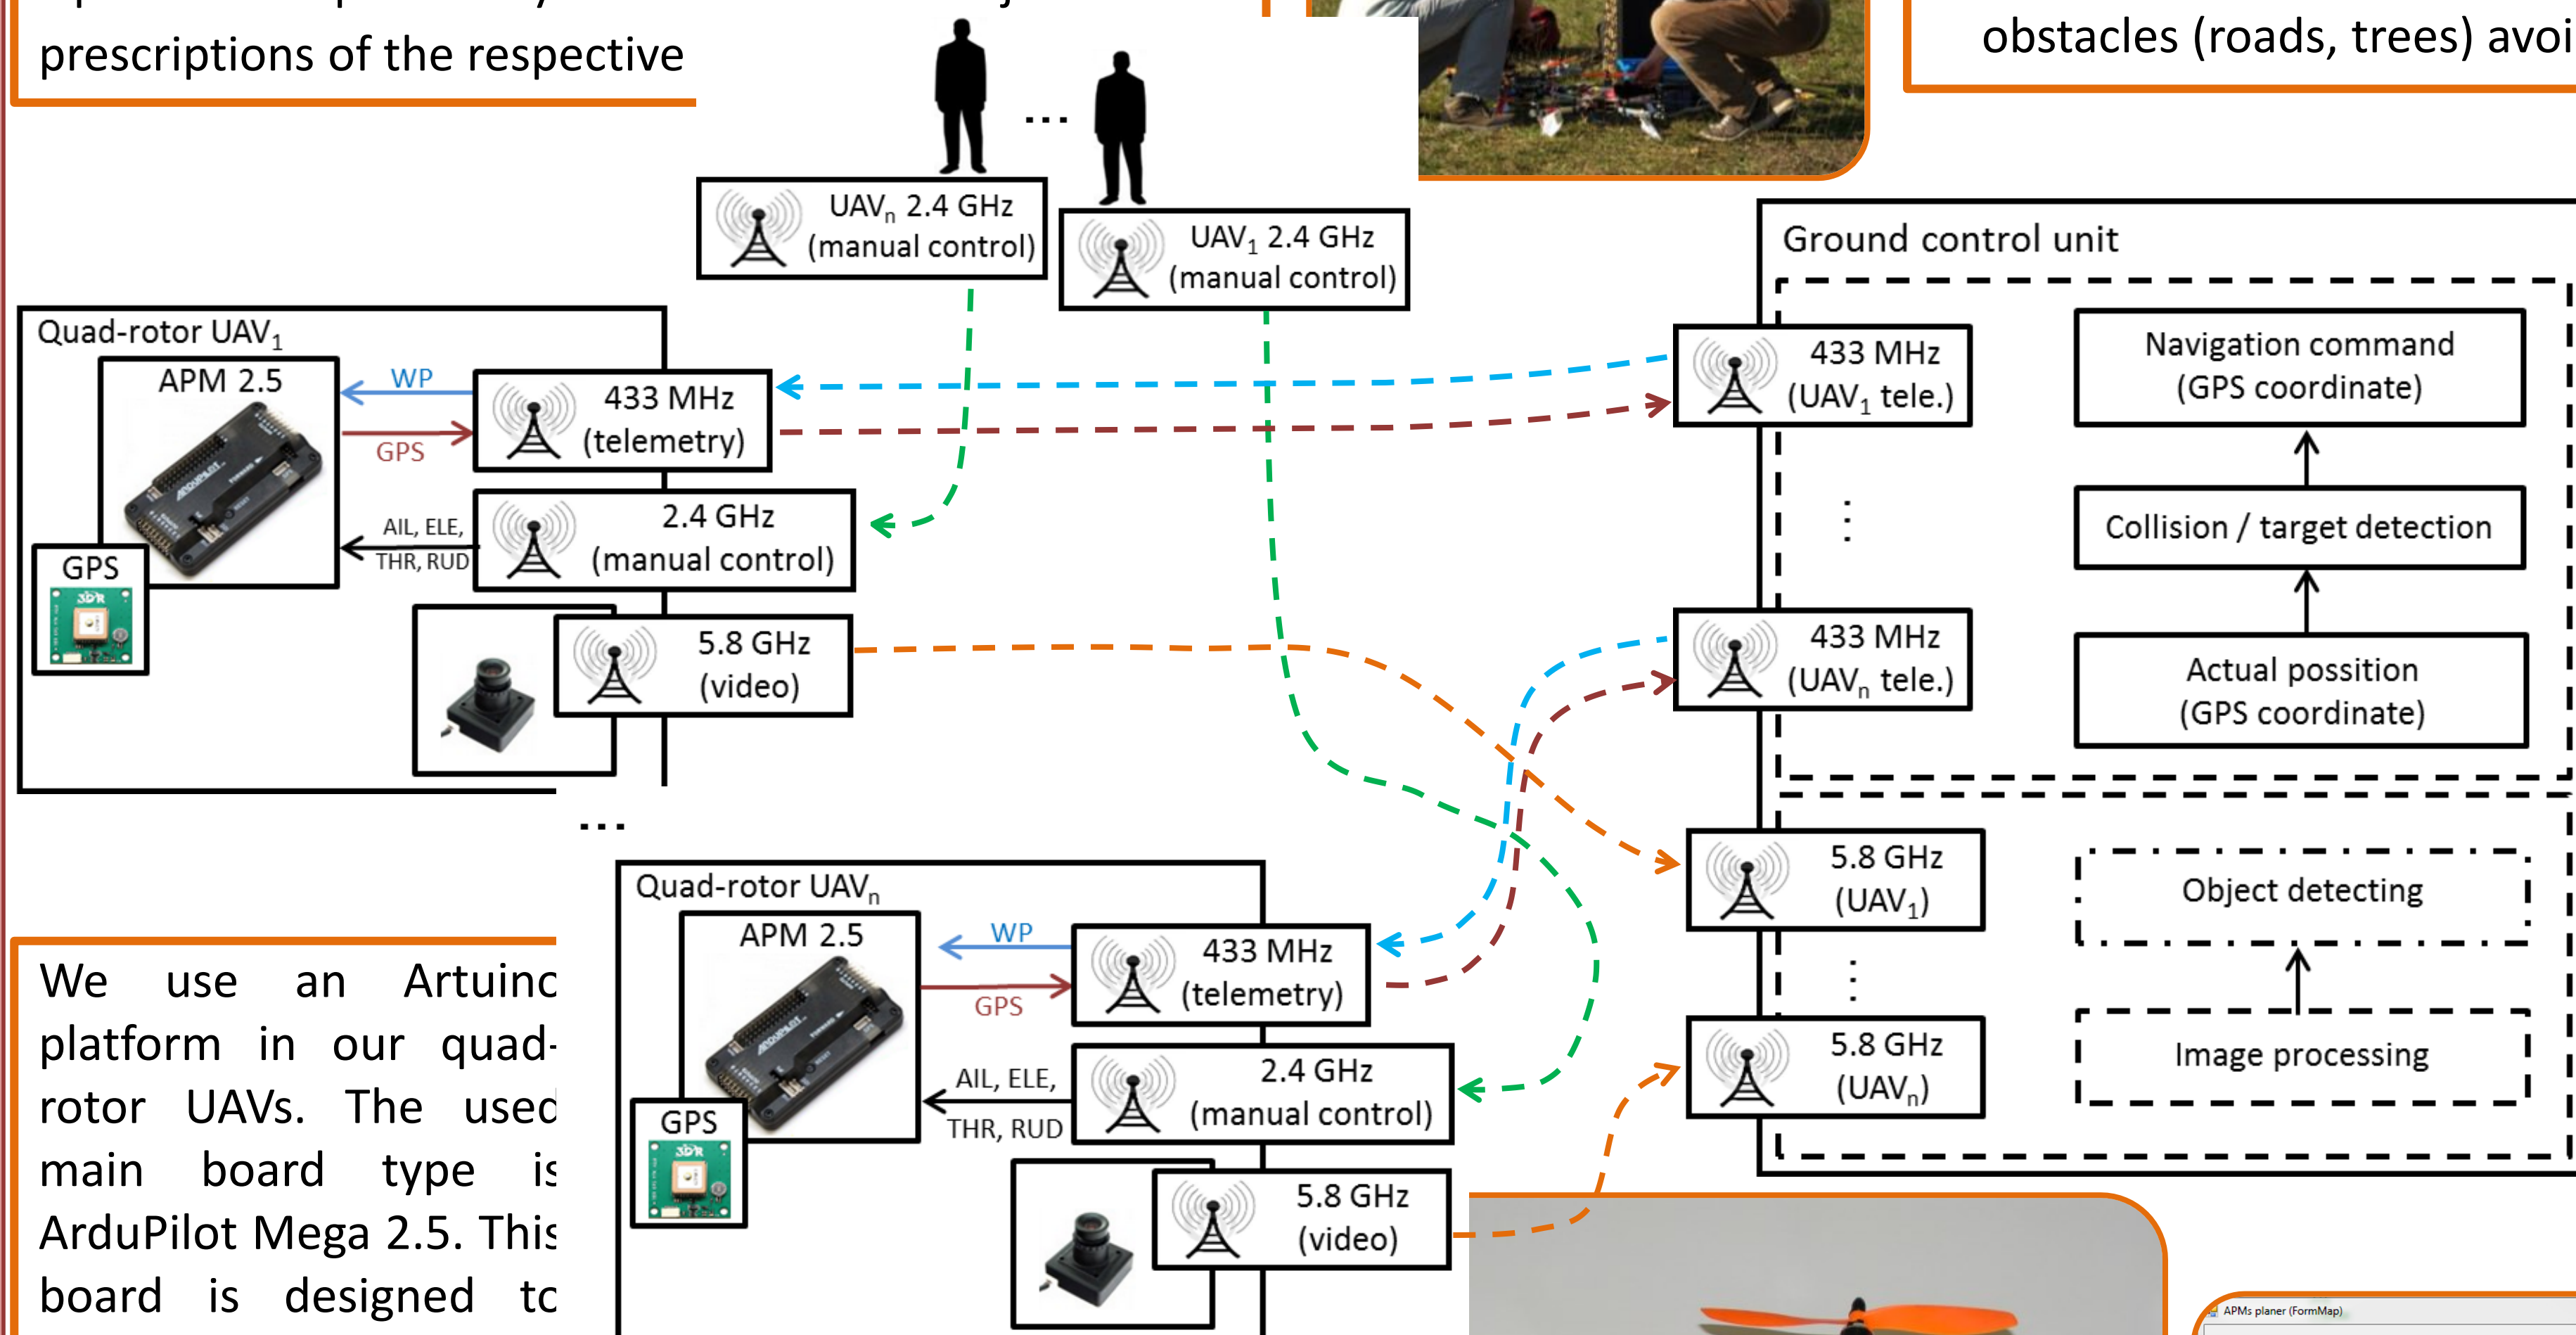 prescriptions of the respective
obstacles (roads, trees) avoi
...
UAVn 2.4 GHz
(manual control)
UAV1 2.4 GHz
(manual control)
Ground control unit
433 MHz
(UAV1 tele.)
⋮
433 MHz
(UAVn tele.)
Navigation command
(GPS coordinate)
Collision / target detection
Actual possition
(GPS coordinate)
5.8 GHz
(UAV1)
⋮
5.8 GHz
(UAVn)
Object detecting
Image processing
Quad-rotor UAV1
APM 2.5
WP
GPS
433 MHz
(telemetry)
AIL, ELE,
THR, RUD
2.4 GHz
(manual control)
GPS
3DR
5.8 GHz
(video)
...
Quad-rotor UAVn
APM 2.5
WP
GPS
433 MHz
(telemetry)
AIL, ELE,
THR, RUD
2.4 GHz
(manual control)
GPS
3DR
5.8 GHz
(video)
We use an Artuinc
platform in our quad-
rotor UAVs. The used
main board type is
ArduPilot Mega 2.5. This
board is designed to
APMs planer (FormMap)